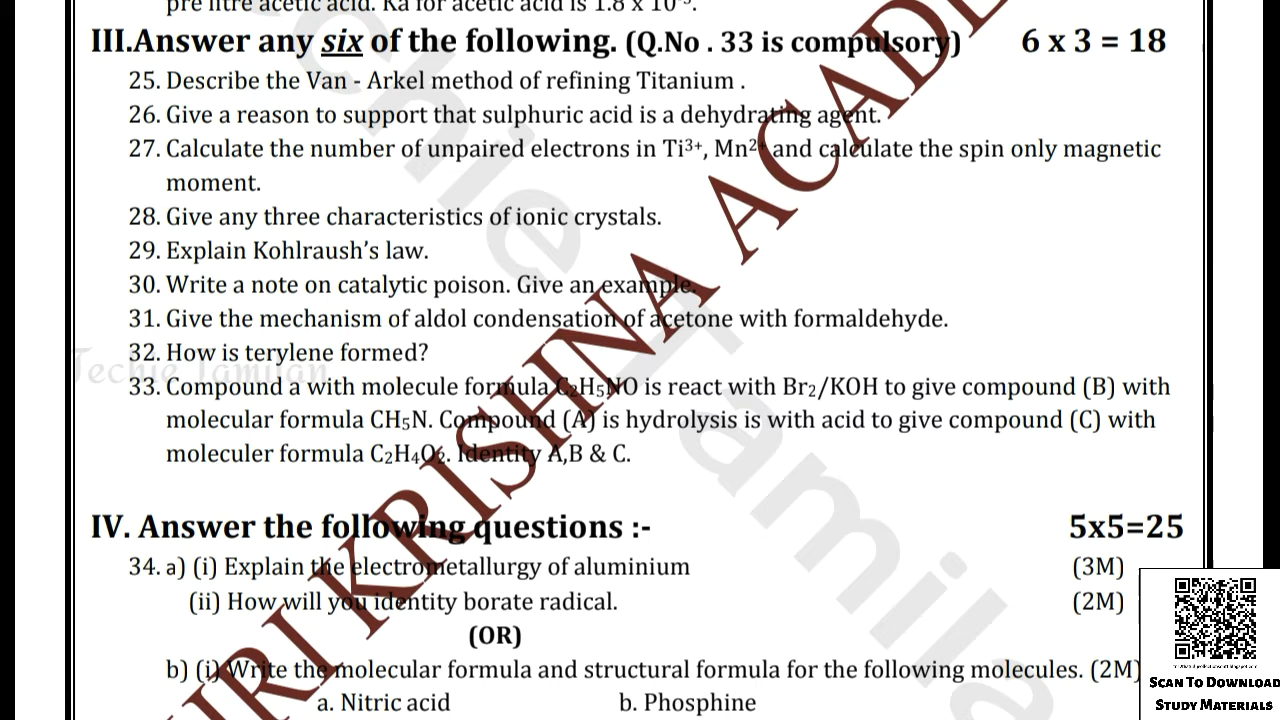 pre litre acetic acid. Ka for acetic acid is 1.8 x 10⁻⁵.
III.Answer any six of the following. (Q.No . 33 is compulsory) 6 x 3 = 18
25. Describe the Van - Arkel method of refining Titanium .
26. Give a reason to support that sulphuric acid is a dehydrating agent.
27. Calculate the number of unpaired electrons in Ti³⁺, Mn²⁺ and calculate the spin only magnetic
moment.
28. Give any three characteristics of ionic crystals.
29. Explain Kohlraush's law.
30. Write a note on catalytic poison. Give an example.
31. Give the mechanism of aldol condensation of acetone with formaldehyde.
32. How is terylene formed?
33. Compound a with molecule formula C₂H₅NO is react with Br₂/KOH to give compound (B) with
molecular formula CH₅N. Compound (A) is hydrolysis is with acid to give compound (C) with
moleculer formula C₂H₄O₂. Identity A,B & C.
IV. Answer the following questions :- 5x5=25
34. a) (i) Explain the electrometallurgy of aluminium (3M)
(ii) How will you identity borate radical. (2M)
(OR)
b) (i) Write the molecular formula and structural formula for the following molecules. (2M)
a. Nitric acid b. Phosphine
Techie Tamilan
URI KRISHNA ACADE
chie Tamila
SCAN TO DOWNLOAD
STUDY MATERIALS